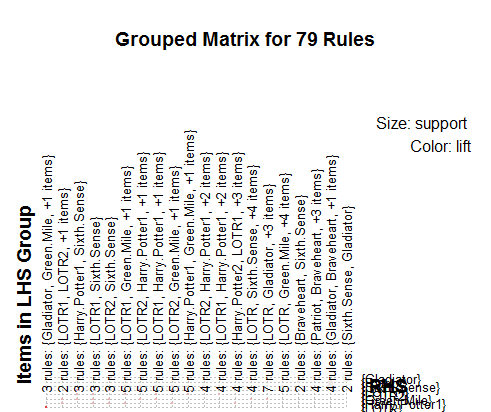 Grouped Matrix for 79 Rules
Size: support
Color: lift
Items in LHS Group
3 rules: {Gladiator, Green.Mile, +1 items}
2 rules: {LOTR1, LOTR2, +1 items}
3 rules: {Harry.Potter1, Sixth.Sense}
3 rules: {LOTR1, Sixth.Sense}
3 rules: {LOTR2, Sixth.Sense}
5 rules: {LOTR1, Green.Mile, +1 items}
5 rules: {LOTR2, Harry.Potter1, +1 items}
5 rules: {LOTR1, Harry.Potter1, +1 items}
5 rules: {LOTR2, Green.Mile, +1 items}
5 rules: {Harry.Potter1, Green.Mile, +1 items}
4 rules: {LOTR2, Harry.Potter1, +2 items}
4 rules: {LOTR1, Harry.Potter1, +2 items}
4 rules: {Harry.Potter2, LOTR1, +3 items}
4 rules: {LOTR, Sixth.Sense, +4 items}
7 rules: {LOTR, Gladiator, +3 items}
5 rules: {LOTR, Green.Mile, +4 items}
2 rules: {Braveheart, Sixth.Sense}
4 rules: {Patriot, Braveheart, +3 items}
4 rules: {Gladiator, Braveheart, +1 items}
2 rules: {Sixth.Sense, Gladiator}
{Gladiator}
RHS